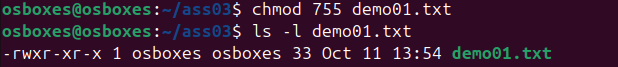 osboxes@osboxes:~/ass03$ chmod 755 demo01.txt
osboxes@osboxes:~/ass03$ ls -l demo01.txt
-rwxr-xr-x 1 osboxes osboxes 33 Oct 11 13:54 demo01.txt